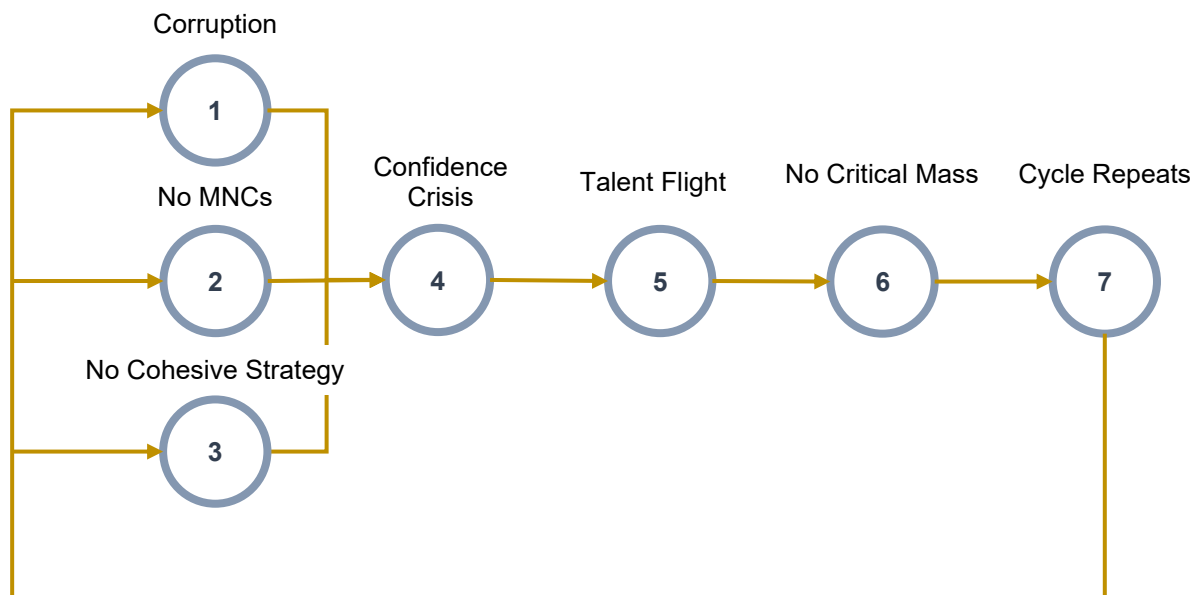 Corruption
1
No MNCs
2
No Cohesive Strategy
3
Confidence
Crisis
4
Talent Flight
5
No Critical Mass
6
Cycle Repeats
7